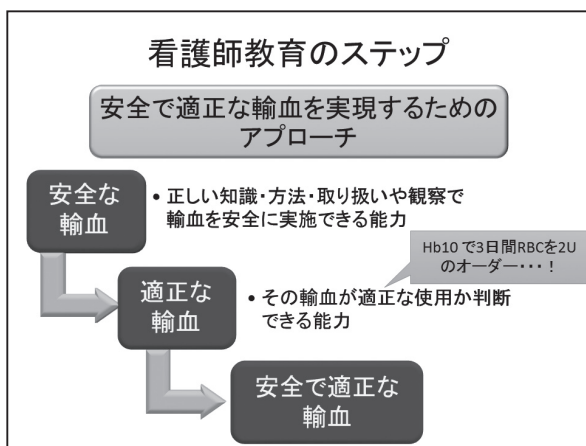 看護師教育のステップ
安全で適正な輸血を実現するための
アプローチ
安全な
輸血
• 正しい知識・方法・取り扱いや観察で
輸血を安全に実施できる能力
Hb10 で3日間RBCを2U
のオーダー・・・！
適正な
輸血
• その輸血が適正な使用か判断
できる能力
安全で適正な
輸血